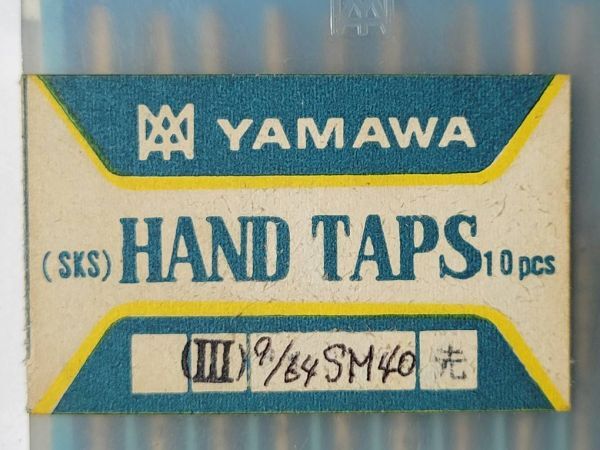 YAMAWA
(SKS) HAND TAPS 10 pcs
(III) 9/64 SM40 先